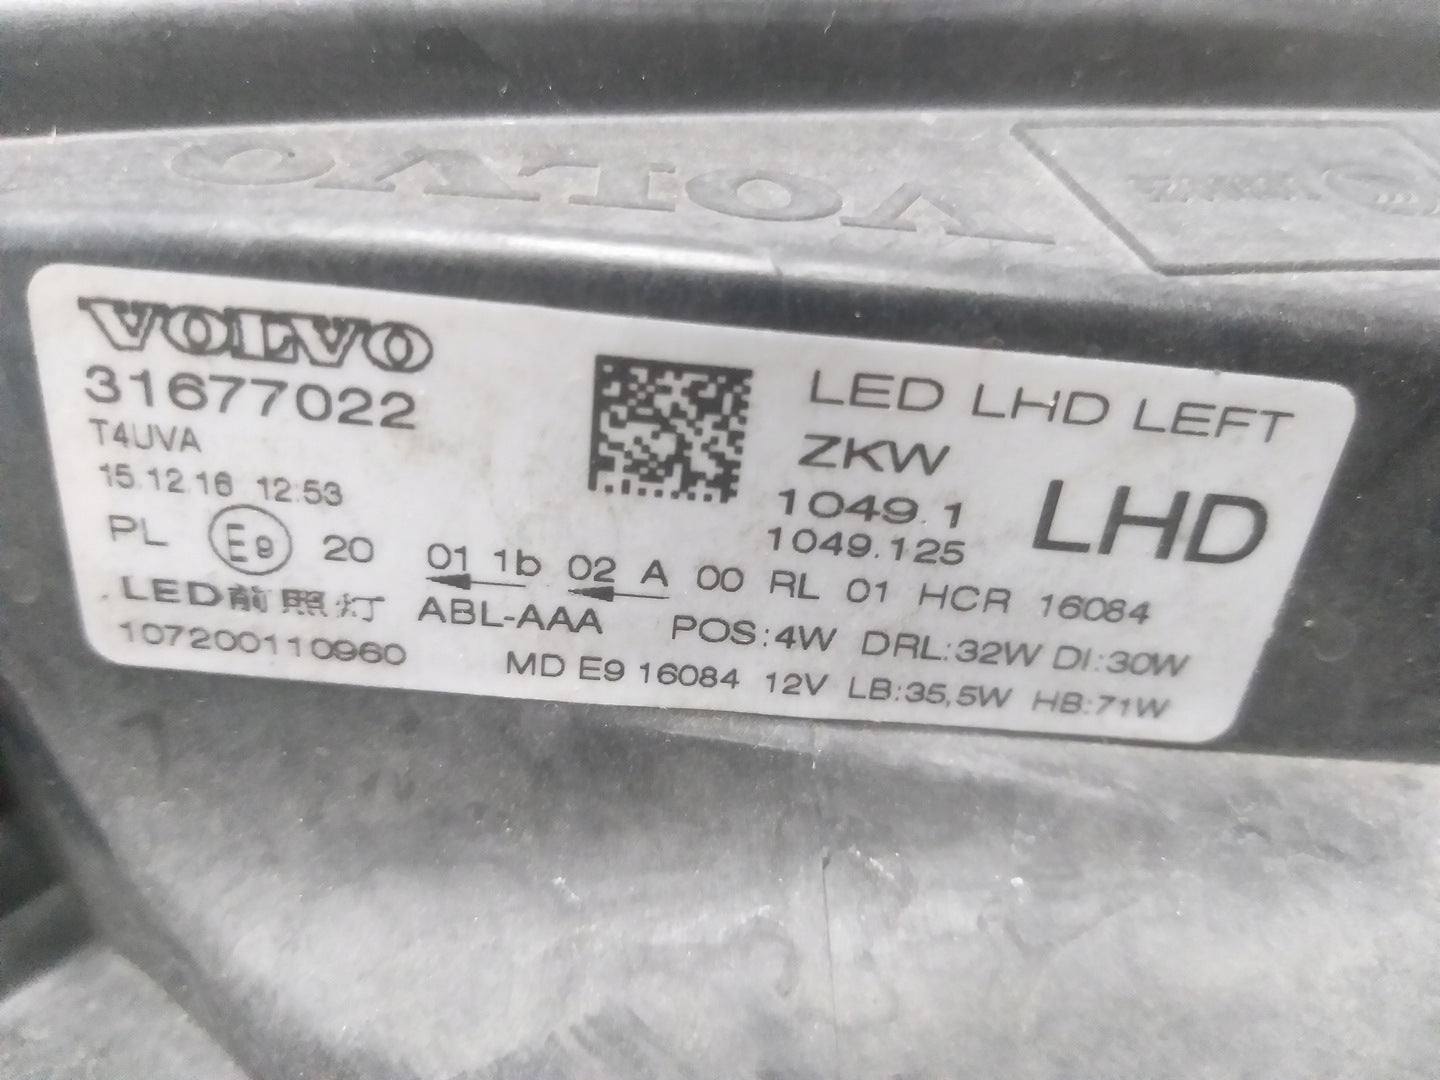 VOLVO
VOLVO
31677022
T4UVA
15.12.16 12:53
PL E9 20 01 1b 02 A 00 RL 01 HCR 16084
LED前照灯 ABL-AAA POS:4W DRL:32W DI:30W
107200110960 MD E9 16084 12V LB:35,5W HB:71W
LED LHD LEFT
ZKW
1049.1
1049.125
LHD